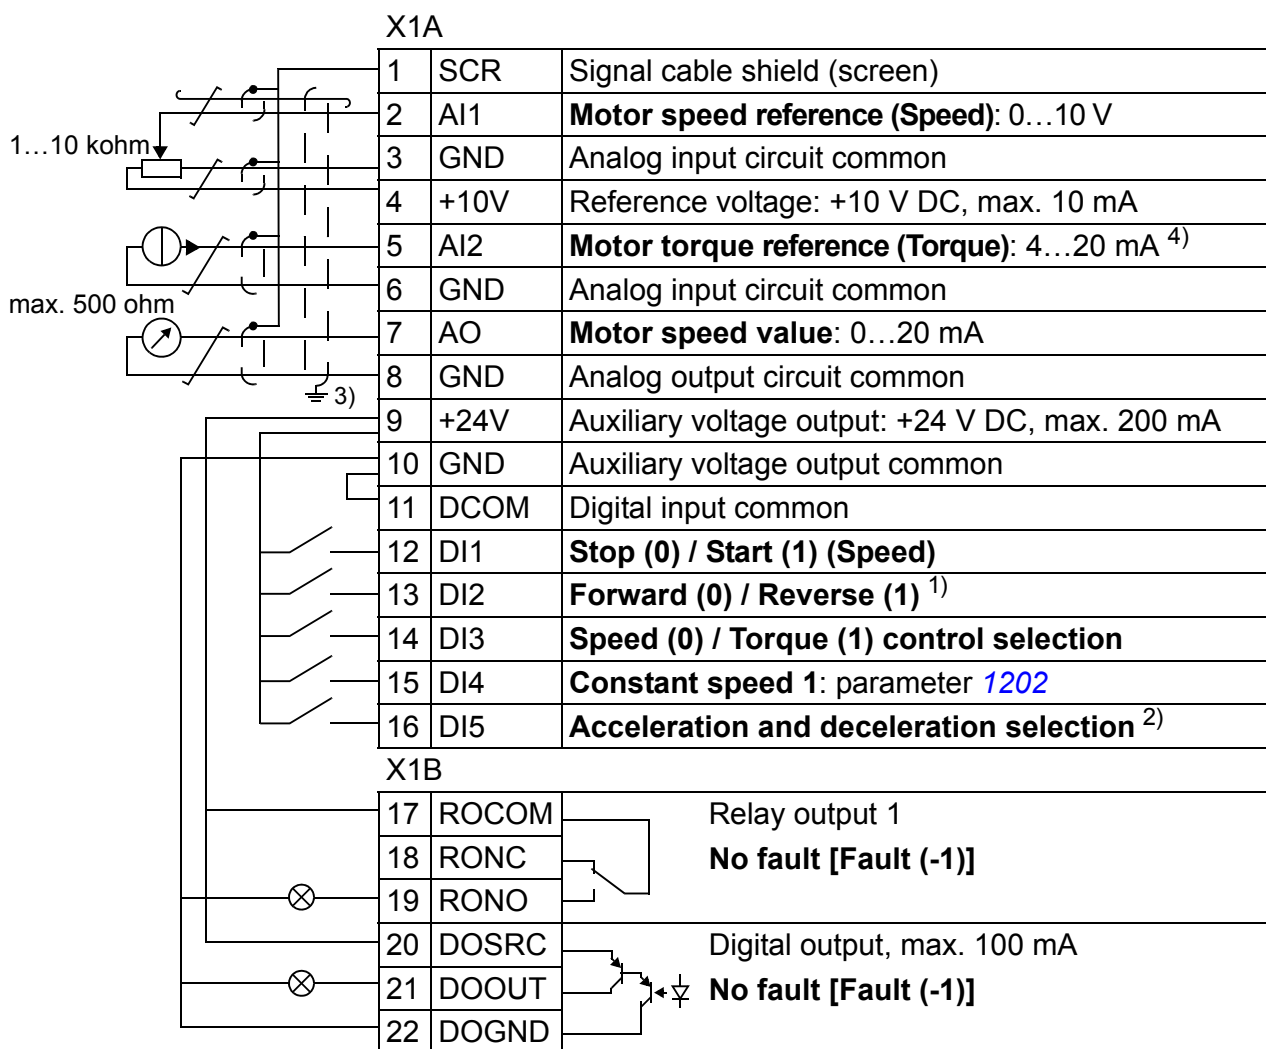 X1A
1 SCR Signal cable shield (screen)
2 AI1 Motor speed reference (Speed): 0…10 V
1…10 kohm
3 GND Analog input circuit common
4 +10V Reference voltage: +10 V DC, max. 10 mA
5 AI2 Motor torque reference (Torque): 4…20 mA 4)
6 GND Analog input circuit common
max. 500 ohm
7 AO Motor speed value: 0…20 mA
8 GND Analog output circuit common
3)
9 +24V Auxiliary voltage output: +24 V DC, max. 200 mA
10 GND Auxiliary voltage output common
11 DCOM Digital input common
12 DI1 Stop (0) / Start (1) (Speed)
13 DI2 Forward (0) / Reverse (1) 1)
14 DI3 Speed (0) / Torque (1) control selection
15 DI4 Constant speed 1: parameter 1202
16 DI5 Acceleration and deceleration selection 2)
X1B
17 ROCOM Relay output 1
18 RONC No fault [Fault (-1)]
19 RONO
20 DOSRC Digital output, max. 100 mA
21 DOOUT No fault [Fault (-1)]
22 DOGND